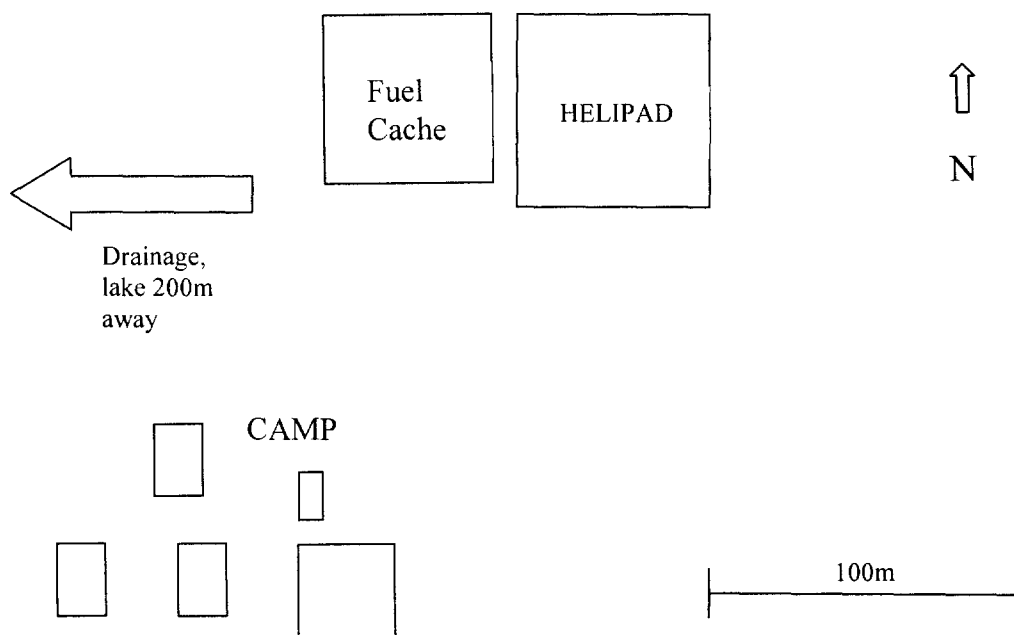 Fuel
Cache
HELIPAD
N
Drainage,
lake 200m
away
CAMP
100m